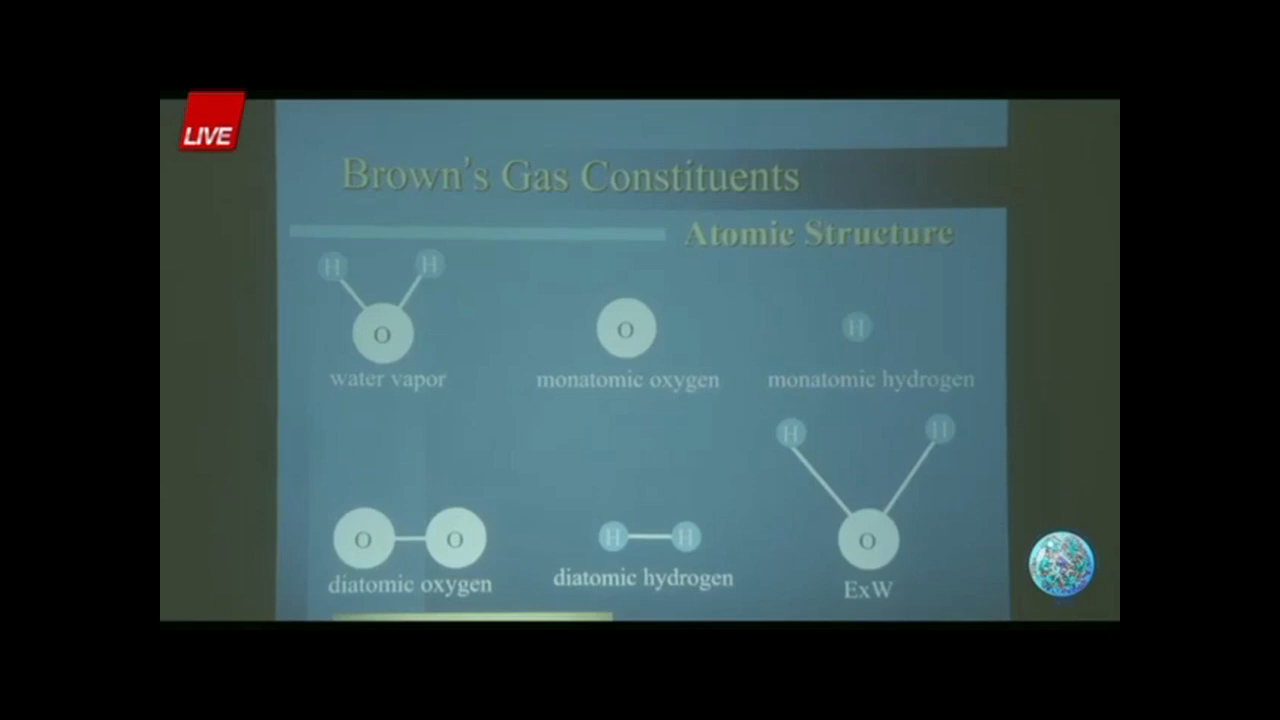 LIVE
Brown's Gas Constituents
Atomic Structure
H H
O
water vapor
O
monatomic oxygen
H
monatomic hydrogen
O O
diatomic oxygen
H H
diatomic hydrogen
H H
O
ExW